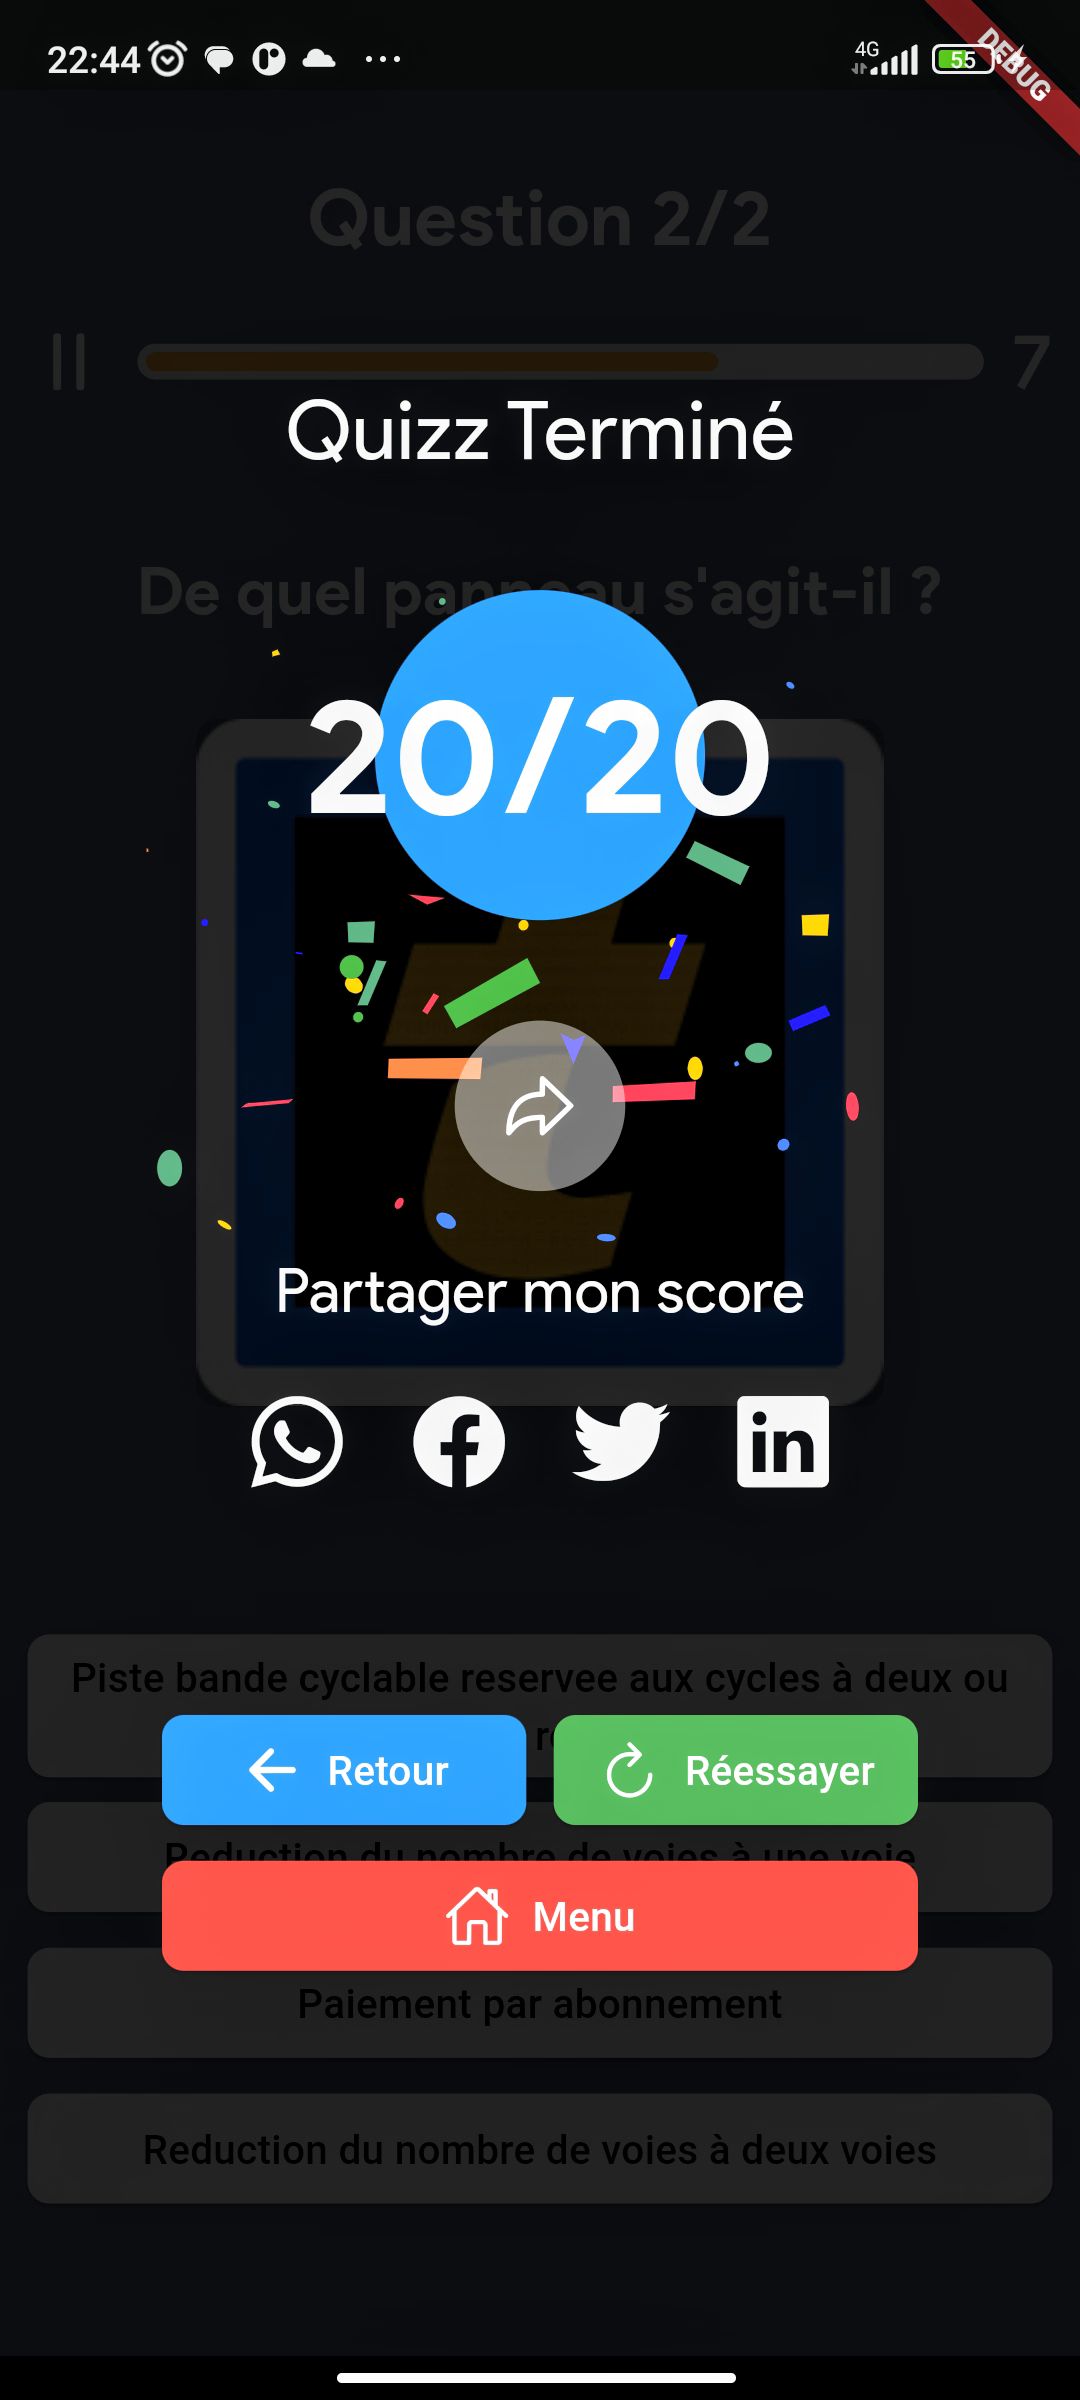 22:44
4G
55
DEBUG
Question 2/2
7
Quizz Terminé
De quel panneau s'agit-il ?
20/20
Partager mon score
Piste bande cyclable reservee aux cycles à deux ou
Retour
Réessayer
Reduction du nombre de voies à une voie
Menu
Paiement par abonnement
Reduction du nombre de voies à deux voies